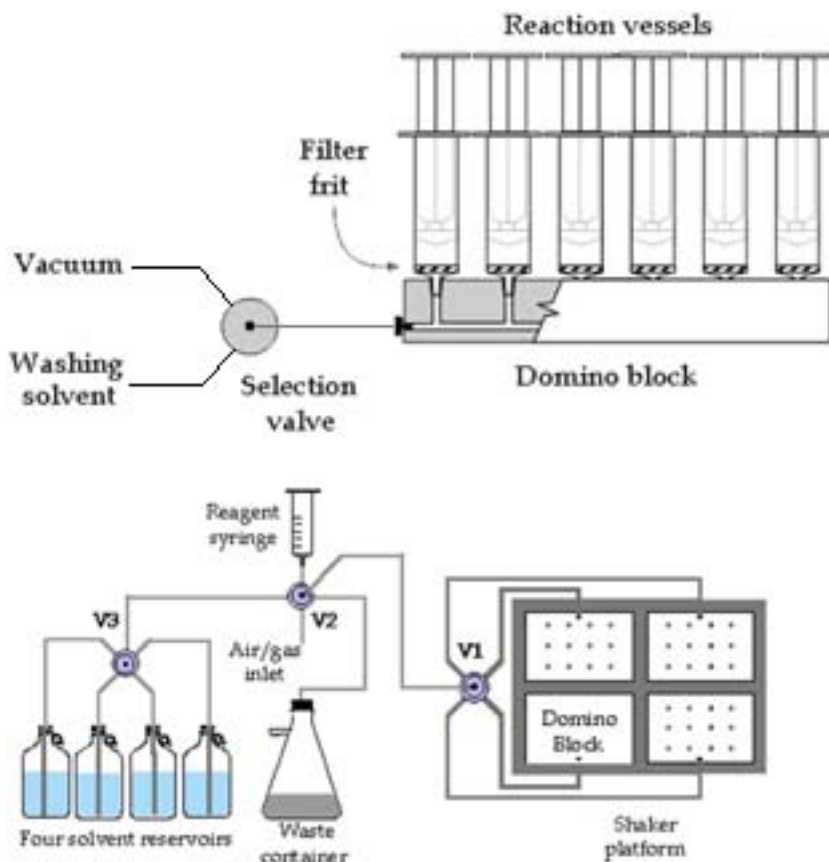 Reaction vessels
Filter
frit
Vacuum
Washing
solvent
Selection
valve
Domino block
Reagent
syringe
V3
V2
Air/gas
inlet
V1
Domino
Block
Four solvent reservoirs
Waste
container
Shaker
platform